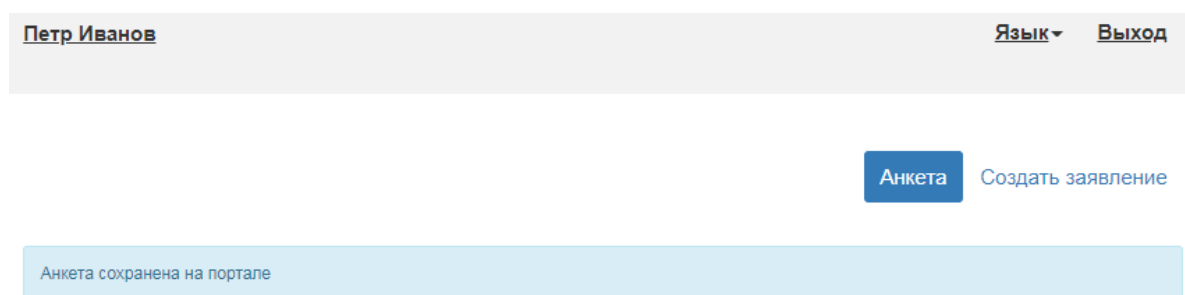 Петр Иванов Язык Выход
Анкета Создать заявление
Анкета сохранена на портале